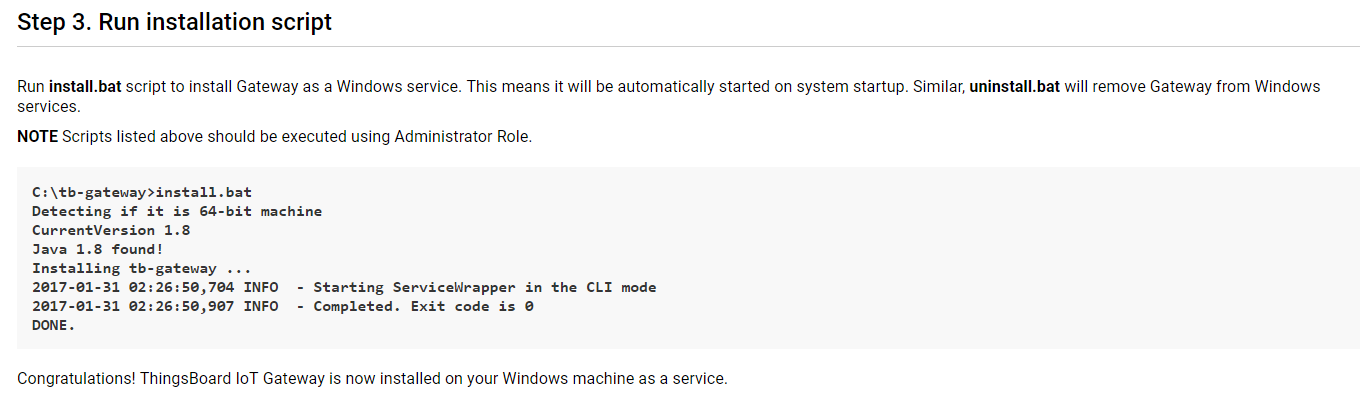 Step 3. Run installation script
Run install.bat script to install Gateway as a Windows service. This means it will be automatically started on system startup. Similar, uninstall.bat will remove Gateway from Windows
services.
NOTE Scripts listed above should be executed using Administrator Role.
C:\tb-gateway>install.bat
Detecting if it is 64-bit machine
CurrentVersion 1.8
Java 1.8 found!
Installing tb-gateway ...
2017-01-31 02:26:50,704 INFO  - Starting ServiceWrapper in the CLI mode
2017-01-31 02:26:50,907 INFO  - Completed. Exit code is 0
DONE.
Congratulations! ThingsBoard IoT Gateway is now installed on your Windows machine as a service.